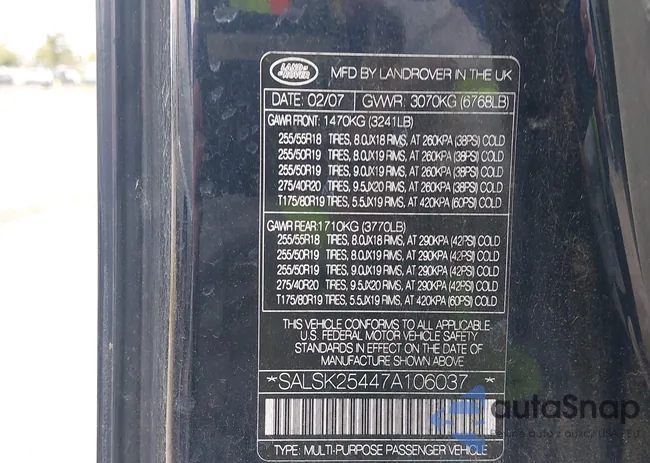 LAND-
ROVER
MFD BY LANDROVER IN THE UK
DATE: 02/07 GVWR: 3070KG (6768LB)
GAWR FRONT: 1470KG (3241LB)
255/55R18 TIRES, 8.0JX18 RIMS, AT 260KPA (38PSI) COLD
255/50R19 TIRES, 8.0JX19 RIMS, AT 260KPA (38PSI) COLD
255/50R19 TIRES, 9.0JX19 RIMS, AT 260KPA (38PSI) COLD
275/40R20 TIRES, 9.5JX20 RIMS, AT 260KPA (38PSI) COLD
T175/80R19 TIRES, 5.5JX19 RIMS, AT 420KPA (60PSI) COLD
GAWR REAR:1710KG (3770LB)
255/55R18 TIRES, 8.0JX18 RIMS, AT 290KPA (42PSI) COLD
255/50R19 TIRES, 8.0JX19 RIMS, AT 290KPA (42PSI) COLD
255/50R19 TIRES, 9.0JX19 RIMS, AT 290KPA (42PSI) COLD
275/40R20 TIRES, 9.5JX20 RIMS, AT 290KPA (42PSI) COLD
T175/80R19 TIRES, 5.5JX19 RIMS, AT 420KPA (60PSI) COLD
THIS VEHICLE CONFORMS TO ALL APPLICABLE
U.S. FEDERAL MOTOR VEHICLE SAFETY
STANDARDS IN EFFECT ON THE DATE OF
MANUFACTURE SHOWN ABOVE
*SALSK25447A106037*
autoSnap
TYPE: MULTI-PURPOSE PASSENGER VEHICLE